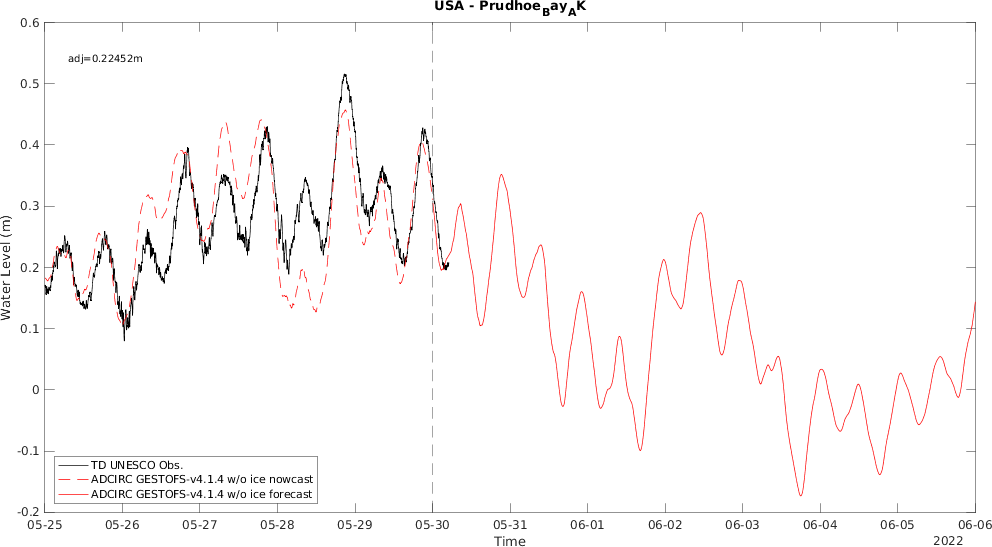 USA - Prudhoe_Bay_AK
adj=0.22452m
0.6
0.5
0.4
0.3
0.2
0.1
0
-0.1
-0.2
Water Level (m)
TD UNESCO Obs.
ADCIRC GESTOFS-v4.1.4 w/o ice nowcast
ADCIRC GESTOFS-v4.1.4 w/o ice forecast
05-25 05-26 05-27 05-28 05-29 05-30 05-31 06-01 06-02 06-03 06-04 06-05 06-06
Time
2022